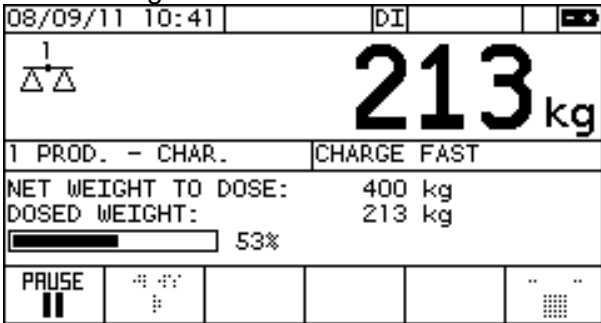 08/09/11 10:41 DI
1
213 kg
1 PROD. - CHAR. CHARGE FAST
NET WEIGHT TO DOSE: 400 kg
DOSED WEIGHT: 213 kg
53%
PAUSE